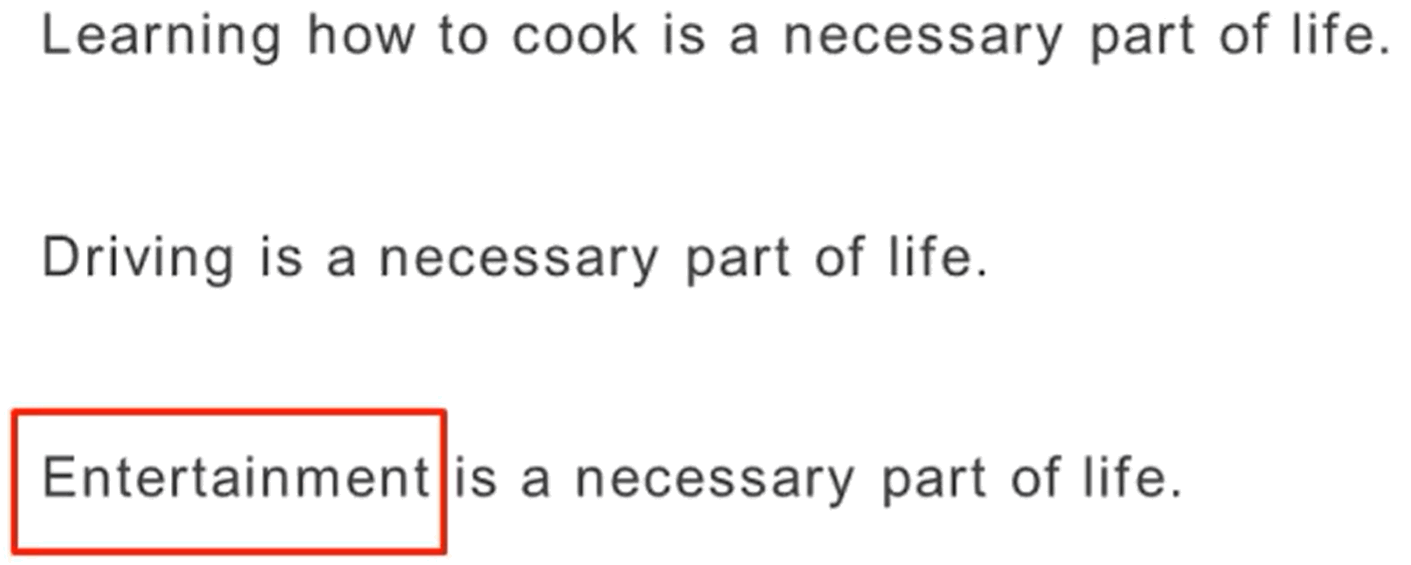 Learning how to cook is a necessary part of life.
Driving is a necessary part of life.
Entertainment is a necessary part of life.